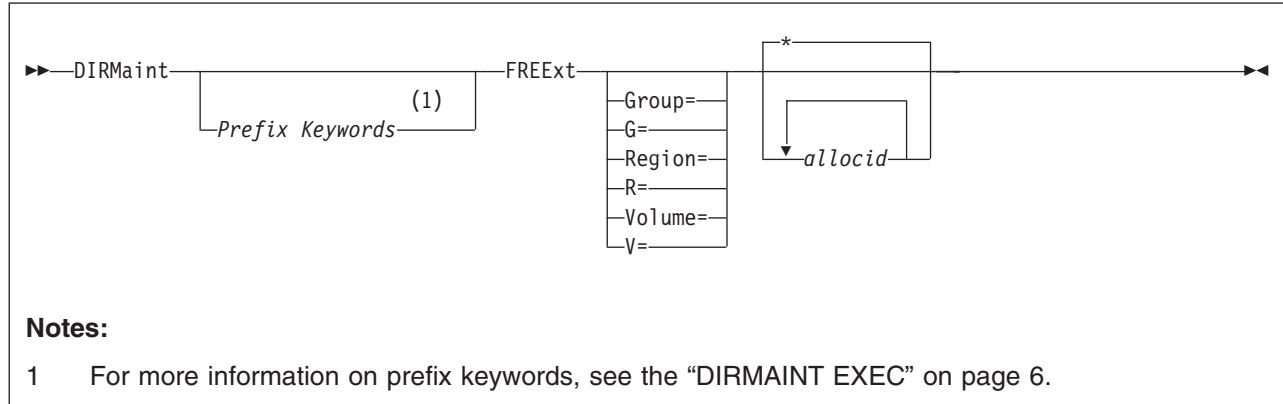 *
DIRMaint FREExt
(1) Group=
Prefix Keywords G=
Region= allocid
R=
Volume=
V=
Notes:
1 For more information on prefix keywords, see the “DIRMAINT EXEC” on page 6.